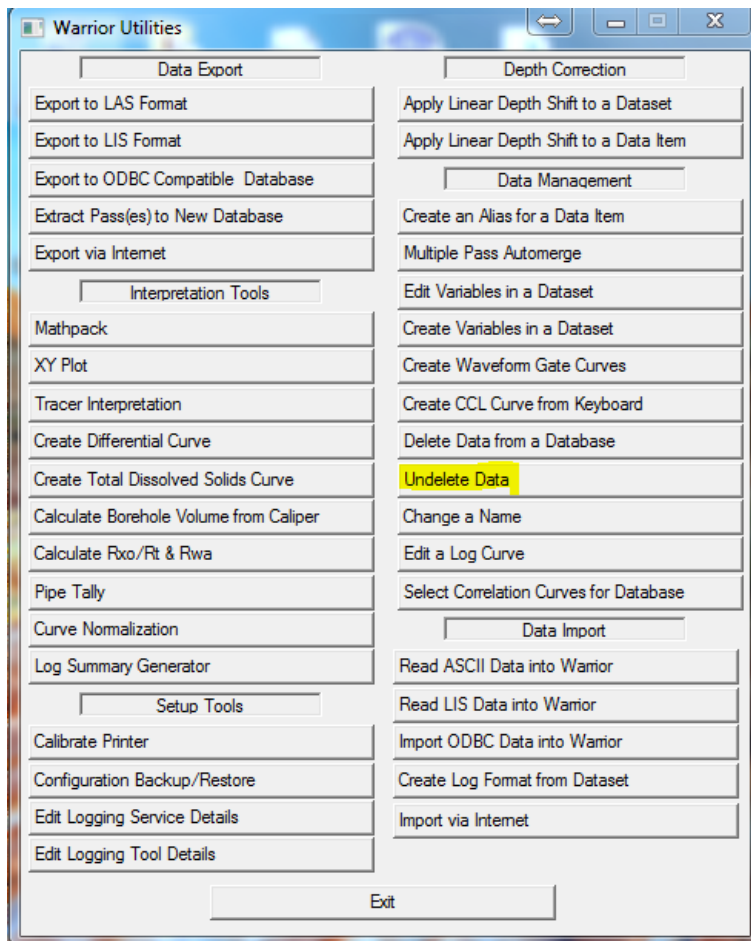 Warrior Utilities
Data Export
Export to LAS Format
Export to LIS Format
Export to ODBC Compatible Database
Extract Pass(es) to New Database
Export via Internet
Interpretation Tools
Mathpack
XY Plot
Tracer Interpretation
Create Differential Curve
Create Total Dissolved Solids Curve
Calculate Borehole Volume from Caliper
Calculate Rxo/Rt & Rwa
Pipe Tally
Curve Normalization
Log Summary Generator
Setup Tools
Calibrate Printer
Configuration Backup/Restore
Edit Logging Service Details
Edit Logging Tool Details
Depth Correction
Apply Linear Depth Shift to a Dataset
Apply Linear Depth Shift to a Data Item
Data Management
Create an Alias for a Data Item
Multiple Pass Automerge
Edit Variables in a Dataset
Create Variables in a Dataset
Create Waveform Gate Curves
Create CCL Curve from Keyboard
Delete Data from a Database
Undelete Data
Change a Name
Edit a Log Curve
Select Correlation Curves for Database
Data Import
Read ASCII Data into Warrior
Read LIS Data into Warrior
Import ODBC Data into Warrior
Create Log Format from Dataset
Import via Internet
Exit